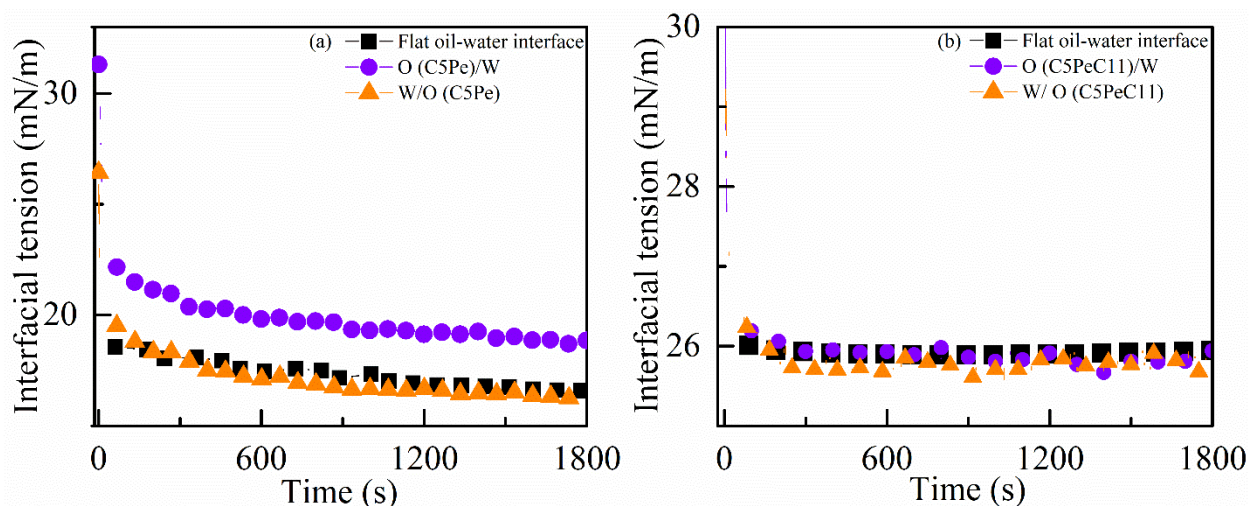 (a)
Flat oil-water interface
O (C5Pe)/W
W/O (C5Pe)
Interfacial tension (mN/m)
30
20
0
600
1200
1800
Time (s)
(b)
Flat oil-water interface
O (C5PeC11)/W
W/ O (C5PeC11)
Interfacial tension (mN/m)
30
28
26
0
600
1200
1800
Time (s)